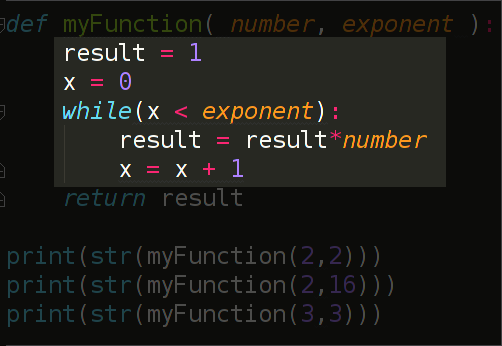 def myFunction( number, exponent ):
    result = 1
    x = 0
    while(x < exponent):
        result = result*number
        x = x + 1
    return result

print(str(myFunction(2,2)))
print(str(myFunction(2,16)))
print(str(myFunction(3,3)))